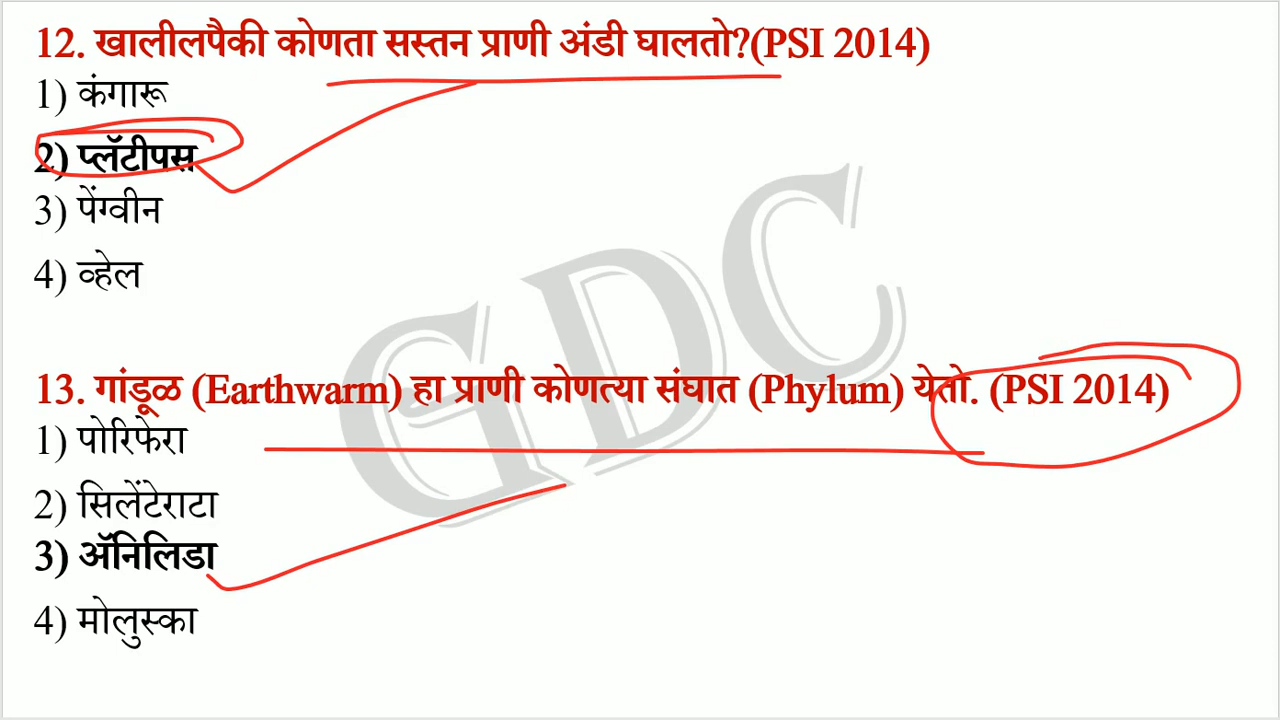 12. खालीलपैकी कोणता सस्तन प्राणी अंडी घालतो?(PSI 2014)
1) कंगारू
2) प्लॅटीपस
3) पेंग्वीन
4) व्हेल
GDC
13. गांडूळ (Earthwarm) हा प्राणी कोणत्या संघात (Phylum) येतो. (PSI 2014)
1) पोरिफेरा
2) सिलेंटेराटा
3) ॲनिलिडा
4) मोलुस्का